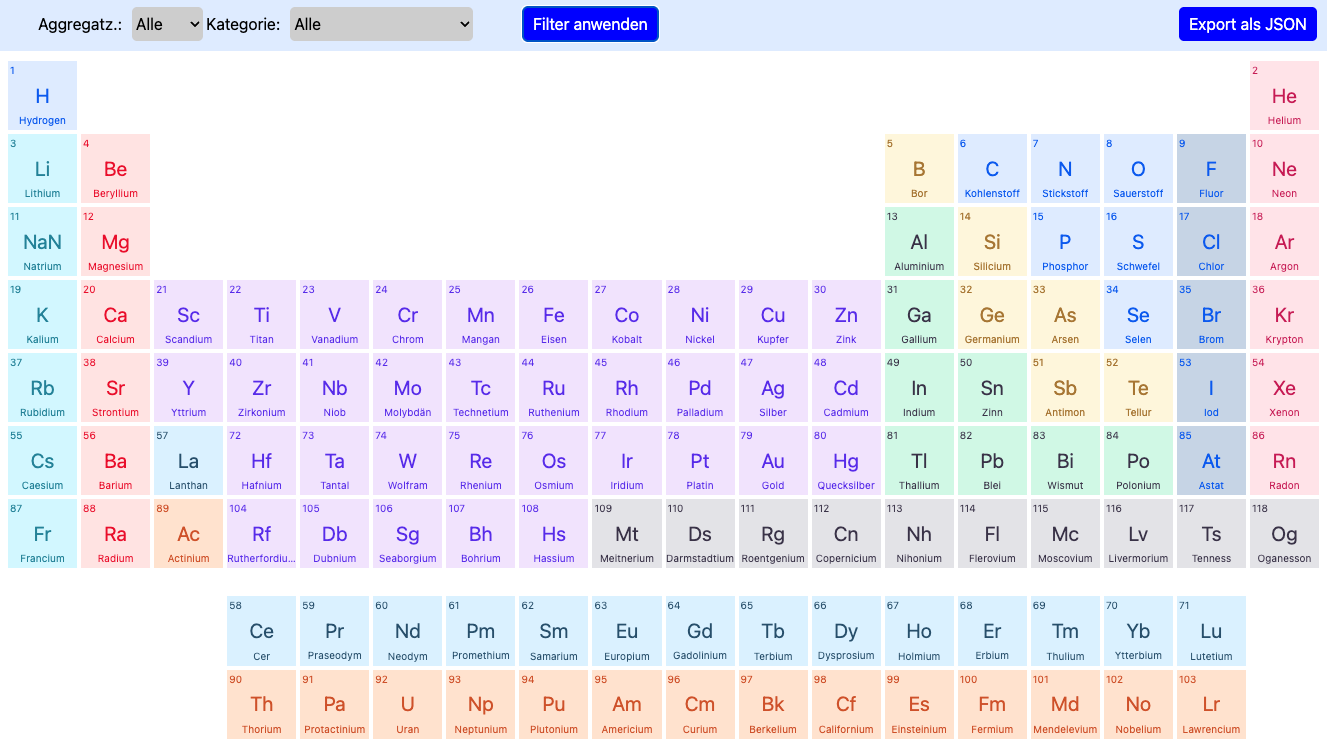 Aggregatz.: Alle Kategorie: Alle Filter anwenden Export als JSON
1 2
H He
Hydrogen Helium
3 4 5 6 7 8 9 10
Li Be B C N O F Ne
Lithium Beryllium Bor Kohlenstoff Stickstoff Sauerstoff Fluor Neon
11 12 13 14 15 16 17 18
NaN Mg Al Si P S Cl Ar
Natrium Magnesium Aluminium Silicium Phosphor Schwefel Chlor Argon
19 20 21 22 23 24 25 26 27 28 29 30 31 32 33 34 35 36
K Ca Sc Ti V Cr Mn Fe Co Ni Cu Zn Ga Ge As Se Br Kr
Kalium Calcium Scandium Titan Vanadium Chrom Mangan Eisen Kobalt Nickel Kupfer Zink Gallium Germanium Arsen Selen Brom Krypton
37 38 39 40 41 42 43 44 45 46 47 48 49 50 51 52 53 54
Rb Sr Y Zr Nb Mo Tc Ru Rh Pd Ag Cd In Sn Sb Te I Xe
Rubidium Strontium Yttrium Zirkonium Niob Molybdän Technetium Ruthenium Rhodium Palladium Silber Cadmium Indium Zinn Antimon Tellur Iod Xenon
55 56 57 72 73 74 75 76 77 78 79 80 81 82 83 84 85 86
Cs Ba La Hf Ta W Re Os Ir Pt Au Hg Tl Pb Bi Po At Rn
Caesium Barium Lanthan Hafnium Tantal Wolfram Rhenium Osmium Iridium Platin Gold Quecksilber Thallium Blei Wismut Polonium Astat Radon
87 88 89 104 105 106 107 108 109 110 111 112 113 114 115 116 117 118
Fr Ra Ac Rf Db Sg Bh Hs Mt Ds Rg Cn Nh Fl Mc Lv Ts Og
Francium Radium Actinium Rutherfordiu... Dubnium Seaborgium Bohrium Hassium Meitnerium Darmstadtium Roentgenium Copernicium Nihonium Flerovium Moscovium Livermorium Tenness Oganesson
58 59 60 61 62 63 64 65 66 67 68 69 70 71
Ce Pr Nd Pm Sm Eu Gd Tb Dy Ho Er Tm Yb Lu
Cer Praseodym Neodym Promethium Samarium Europium Gadolinium Terbium Dysprosium Holmium Erbium Thulium Ytterbium Lutetium
90 91 92 93 94 95 96 97 98 99 100 101 102 103
Th Pa U Np Pu Am Cm Bk Cf Es Fm Md No Lr
Thorium Protactinium Uran Neptunium Plutonium Americium Curium Berkelium Californium Einsteinium Fermium Mendelevium Nobelium Lawrencium